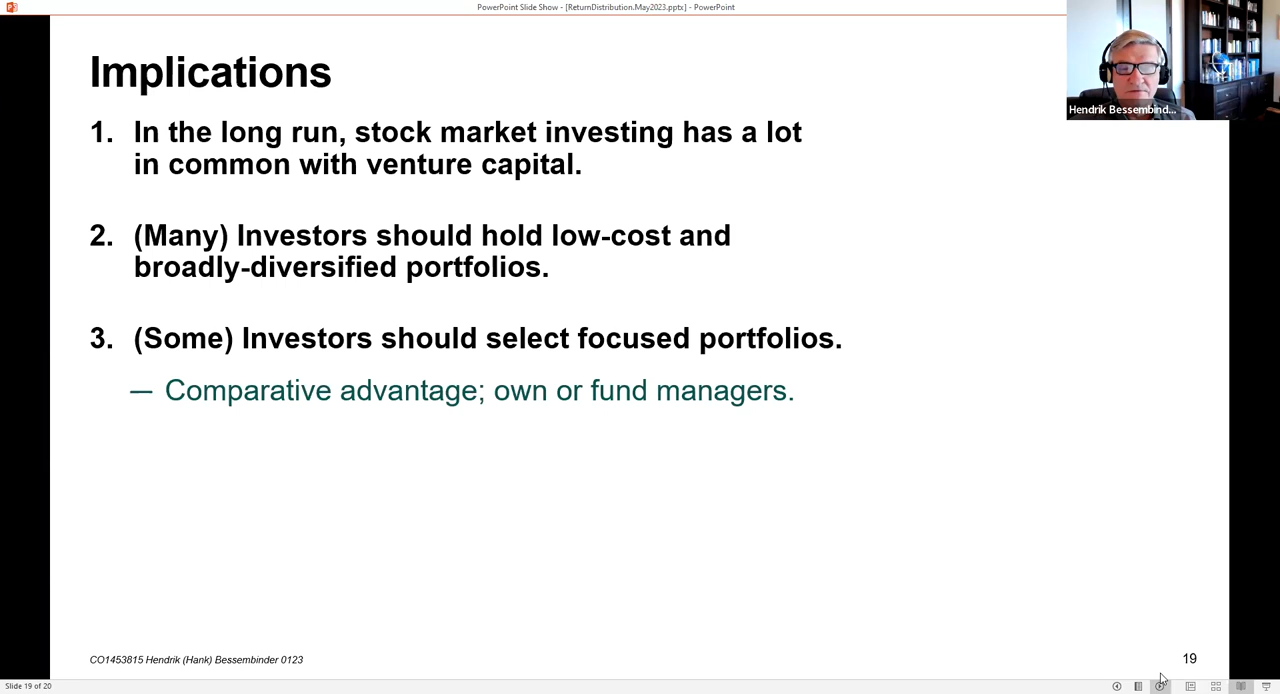 PowerPoint Slide Show - [ReturnDistribution.May2023.pptx] - PowerPoint
Hendrik Bessembind...
Implications
1. In the long run, stock market investing has a lot
in common with venture capital.
2. (Many) Investors should hold low-cost and
broadly-diversified portfolios.
3. (Some) Investors should select focused portfolios.
— Comparative advantage; own or fund managers.
CO1453815 Hendrik (Hank) Bessembinder 0123
19
Slide 19 of 20